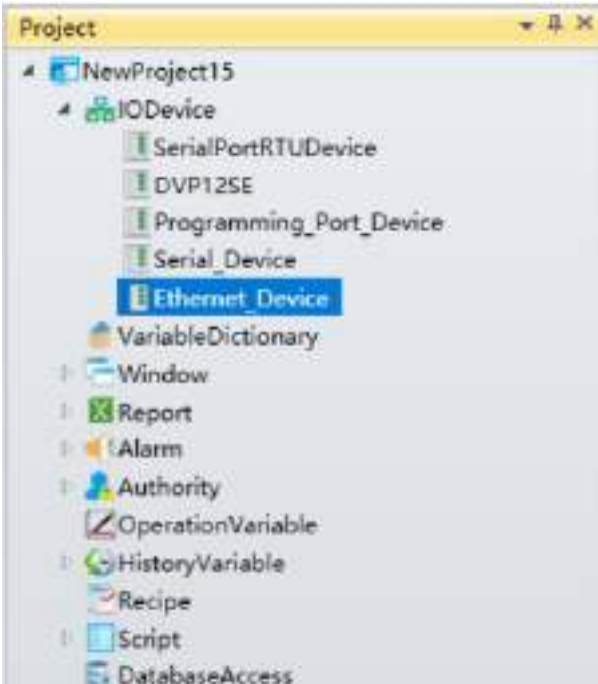 Project
NewProject15
IODevice
SerialPortRTUDevice
DVP12SE
Programming_Port_Device
Serial_Device
Ethernet_Device
VariableDictionary
Window
Report
Alarm
Authority
OperationVariable
HistoryVariable
Recipe
Script
DatabaseAccess